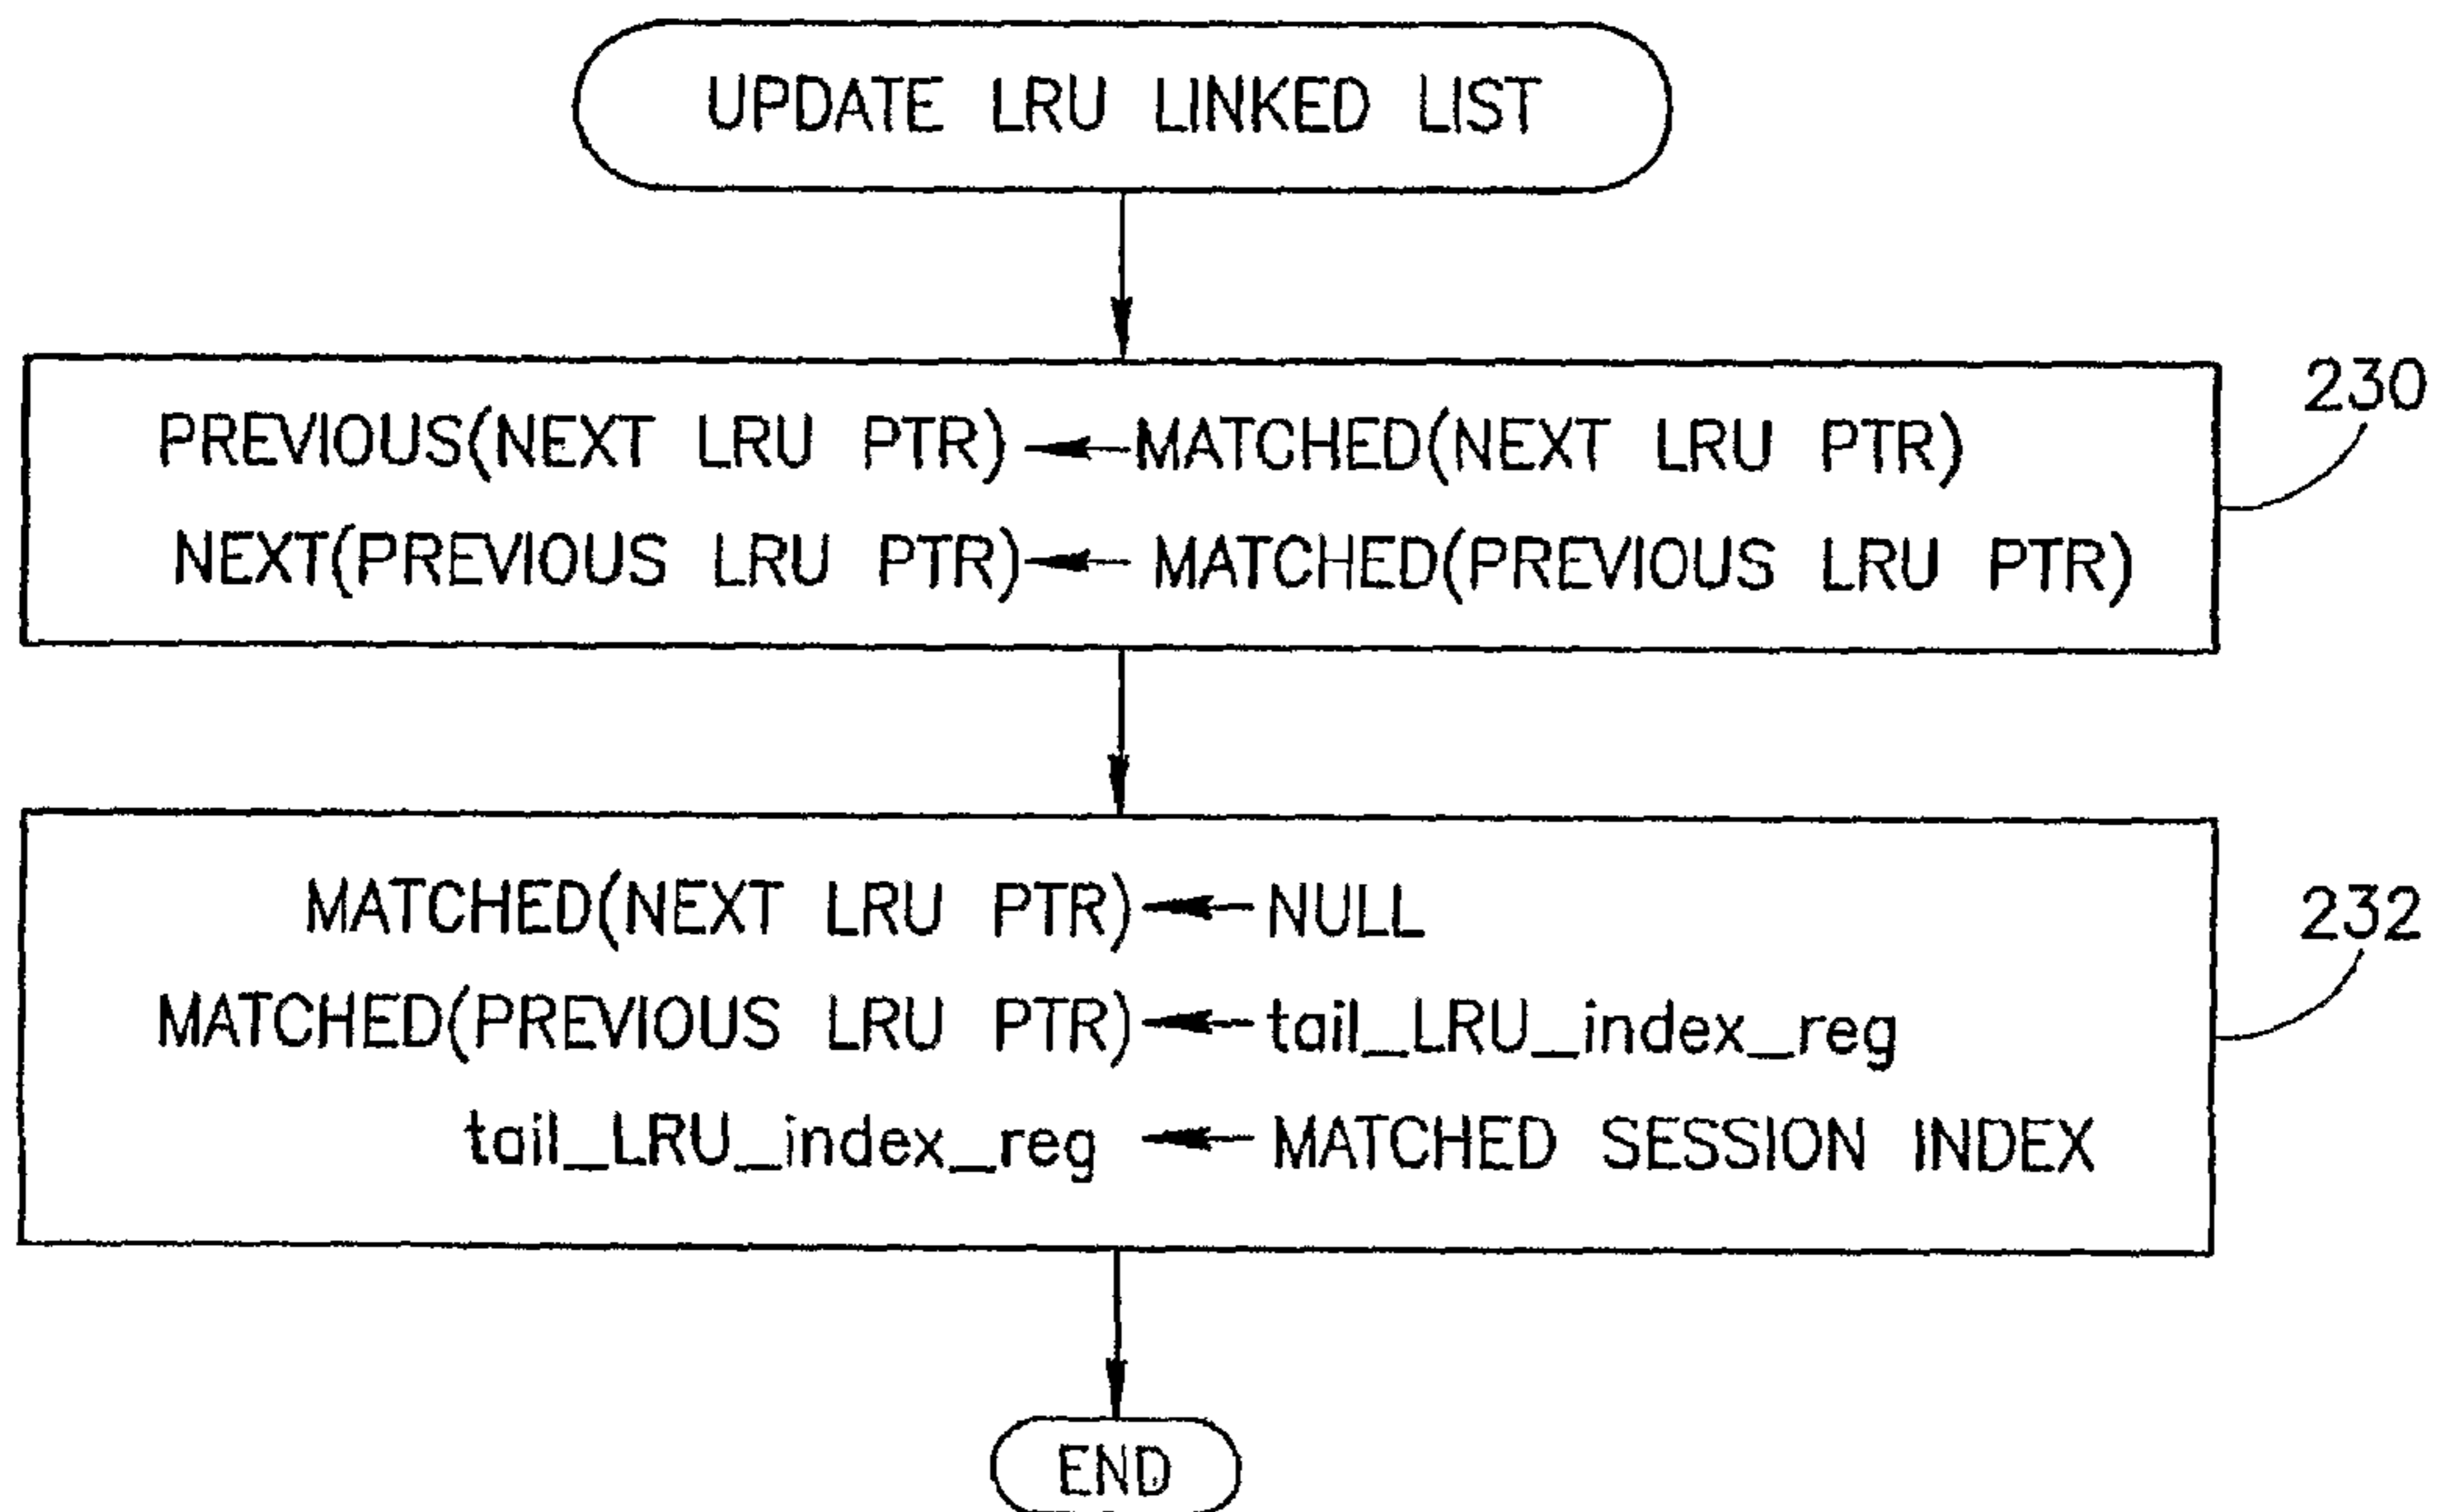 UPDATE LRU LINKED LIST
230
PREVIOUS(NEXT LRU PTR) ← MATCHED(NEXT LRU PTR)
NEXT(PREVIOUS LRU PTR) ← MATCHED(PREVIOUS LRU PTR)
232
MATCHED(NEXT LRU PTR) ← NULL
MATCHED(PREVIOUS LRU PTR) ← tail_LRU_index_reg
tail_LRU_index_reg ← MATCHED SESSION INDEX
END